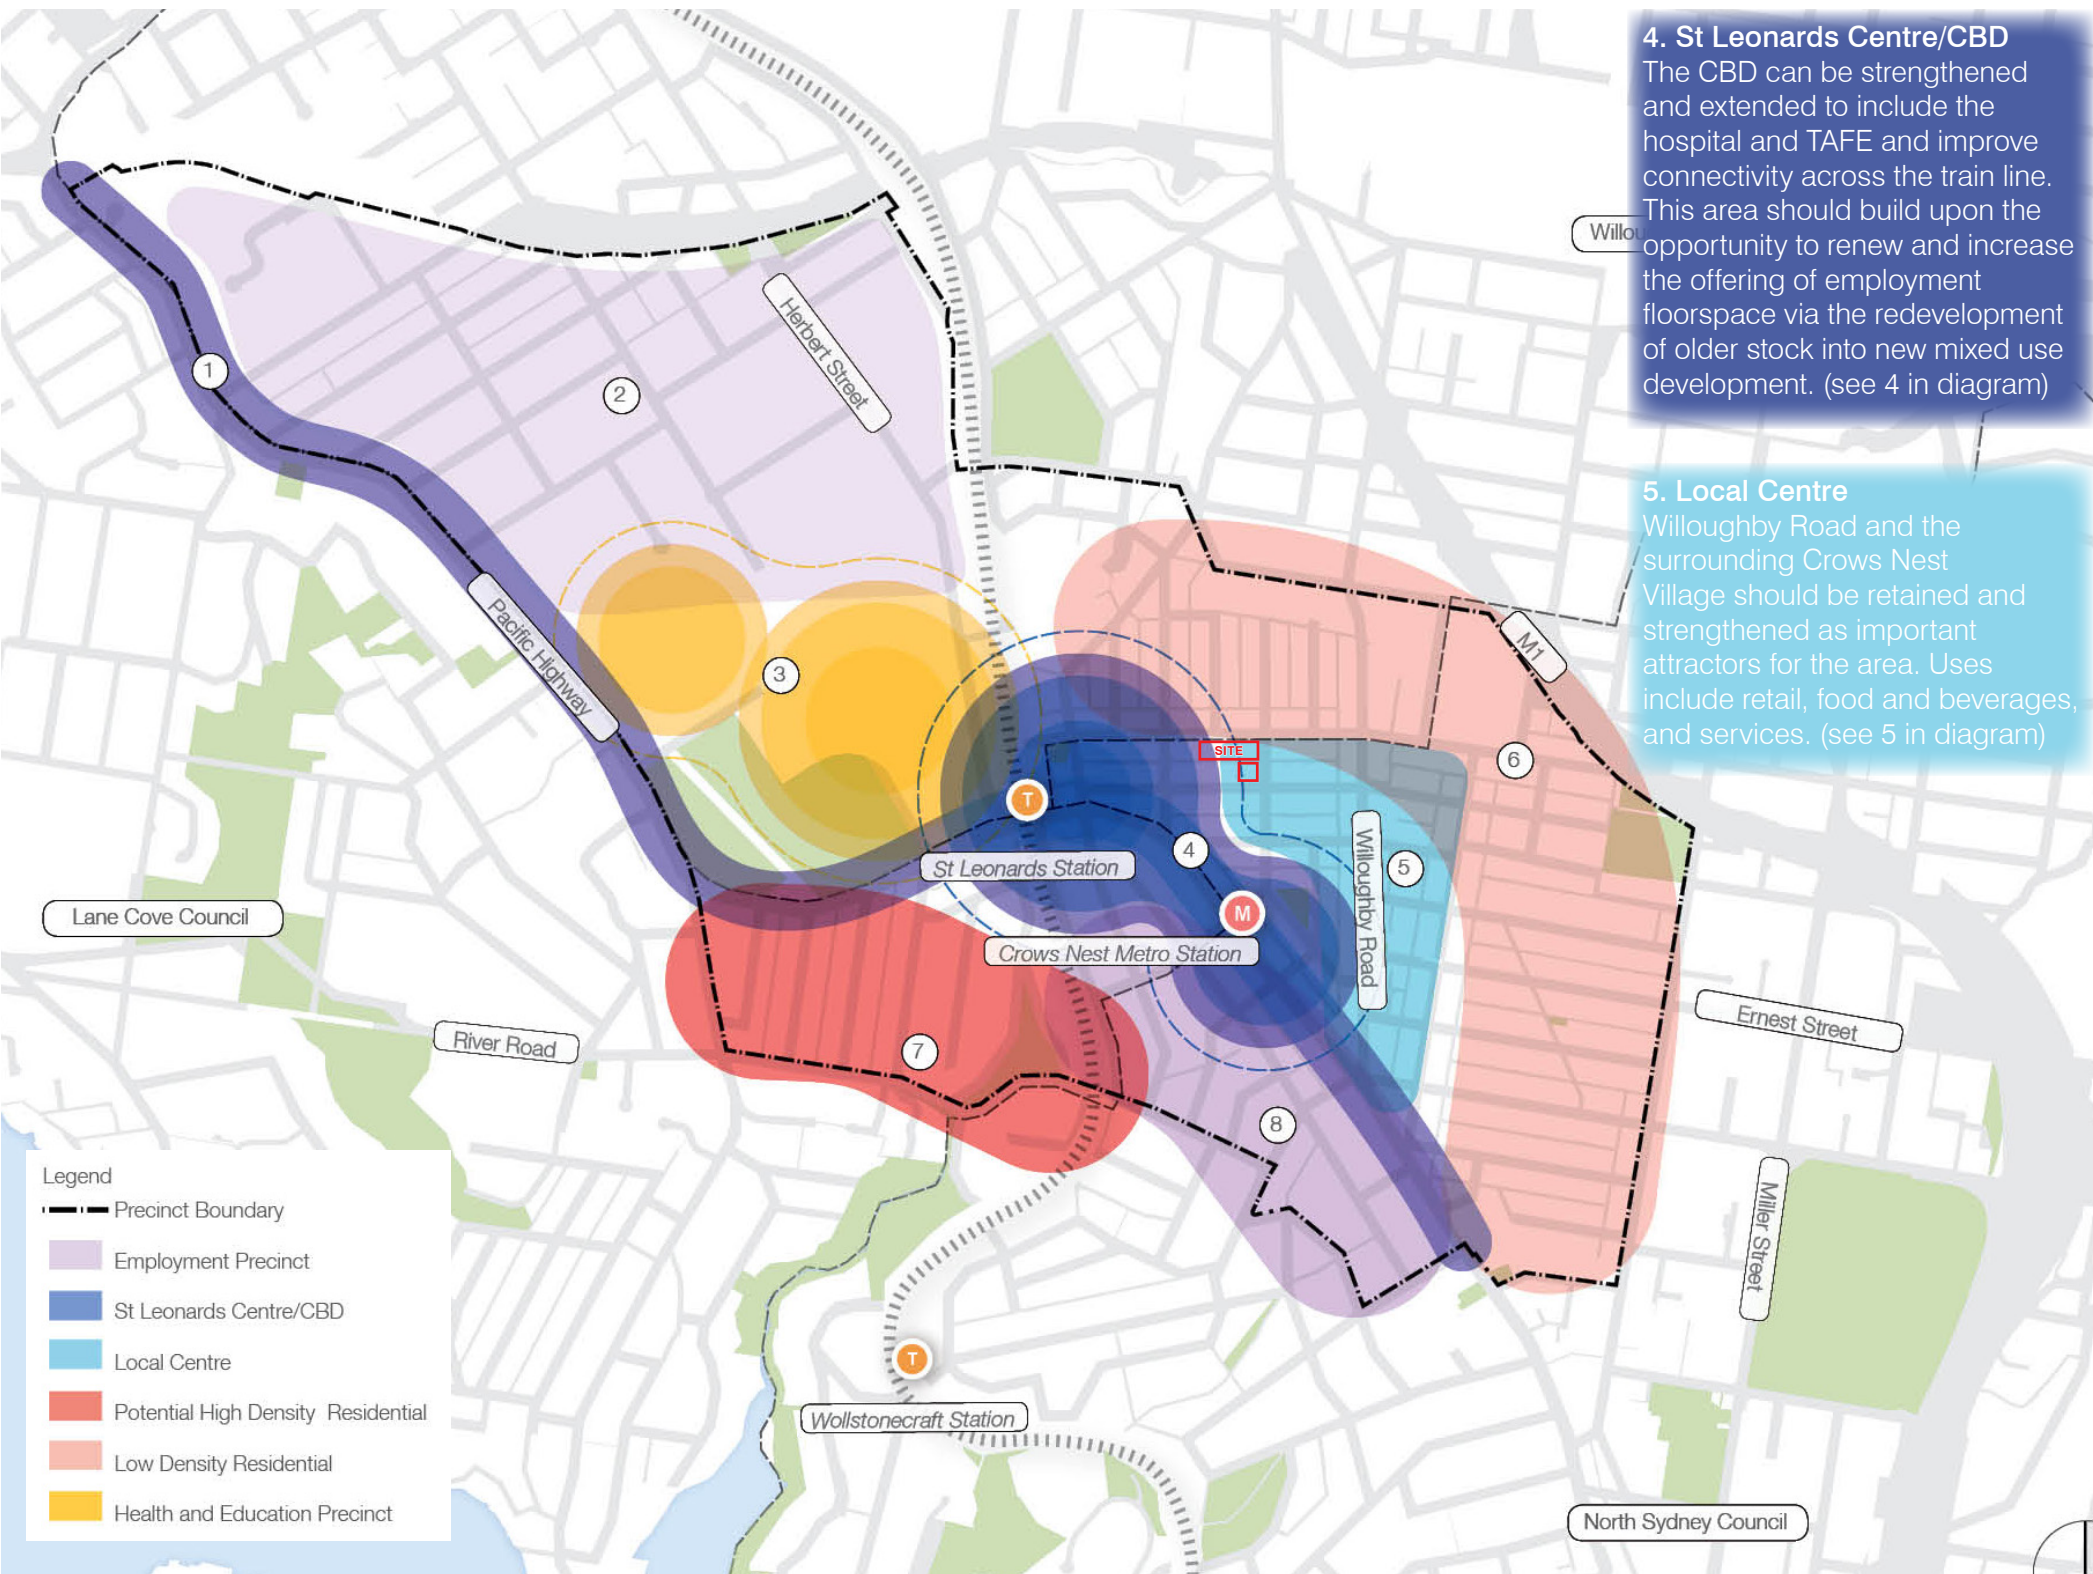 4. St Leonards Centre/CBD
The CBD can be strengthened
and extended to include the
hospital and TAFE and improve
connectivity across the train line.
This area should build upon the
opportunity to renew and increase
the offering of employment
floorspace via the redevelopment
of older stock into new mixed use
development. (see 4 in diagram)
5. Local Centre
Willoughby Road and the
surrounding Crows Nest
Village should be retained and
strengthened as important
attractors for the area. Uses
include retail, food and beverages,
and services. (see 5 in diagram)
Herbert Street
1
2
Pacific Highway
3
M1
SITE
6
T
4
St Leonards Station
Willoughby Road
5
M
Lane Cove Council
Crows Nest Metro Station
River Road
7
Ernest Street
8
Miller Street
T
Wollstonecraft Station
North Sydney Council
Legend
Precinct Boundary
Employment Precinct
St Leonards Centre/CBD
Local Centre
Potential High Density Residential
Low Density Residential
Health and Education Precinct